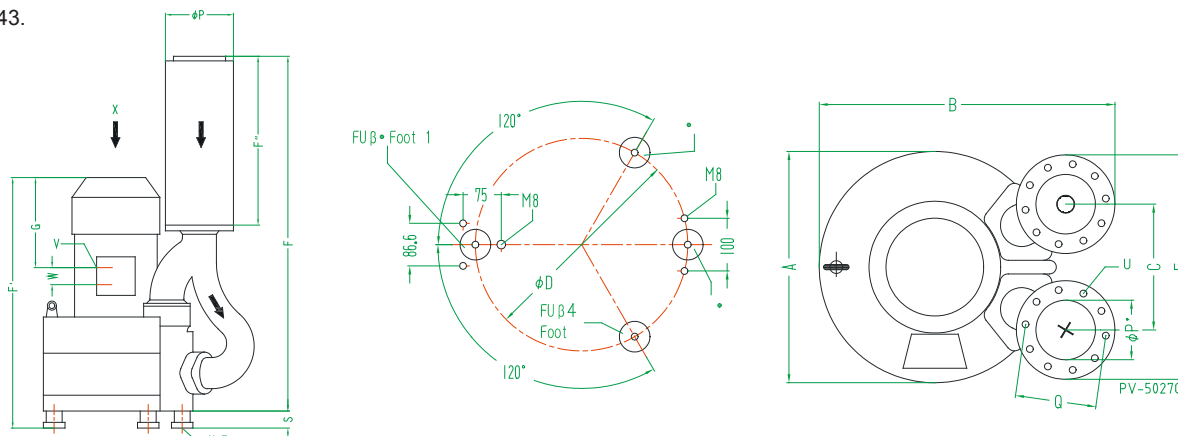 43.
φP
X
F"
G
F
V
W
F'
S
120°
FUβ• Foot 1
75
M8
M8
86.6
100
φD
FUβ4
Foot
120°
B
A
C
U
φP'
Q
PV-50270